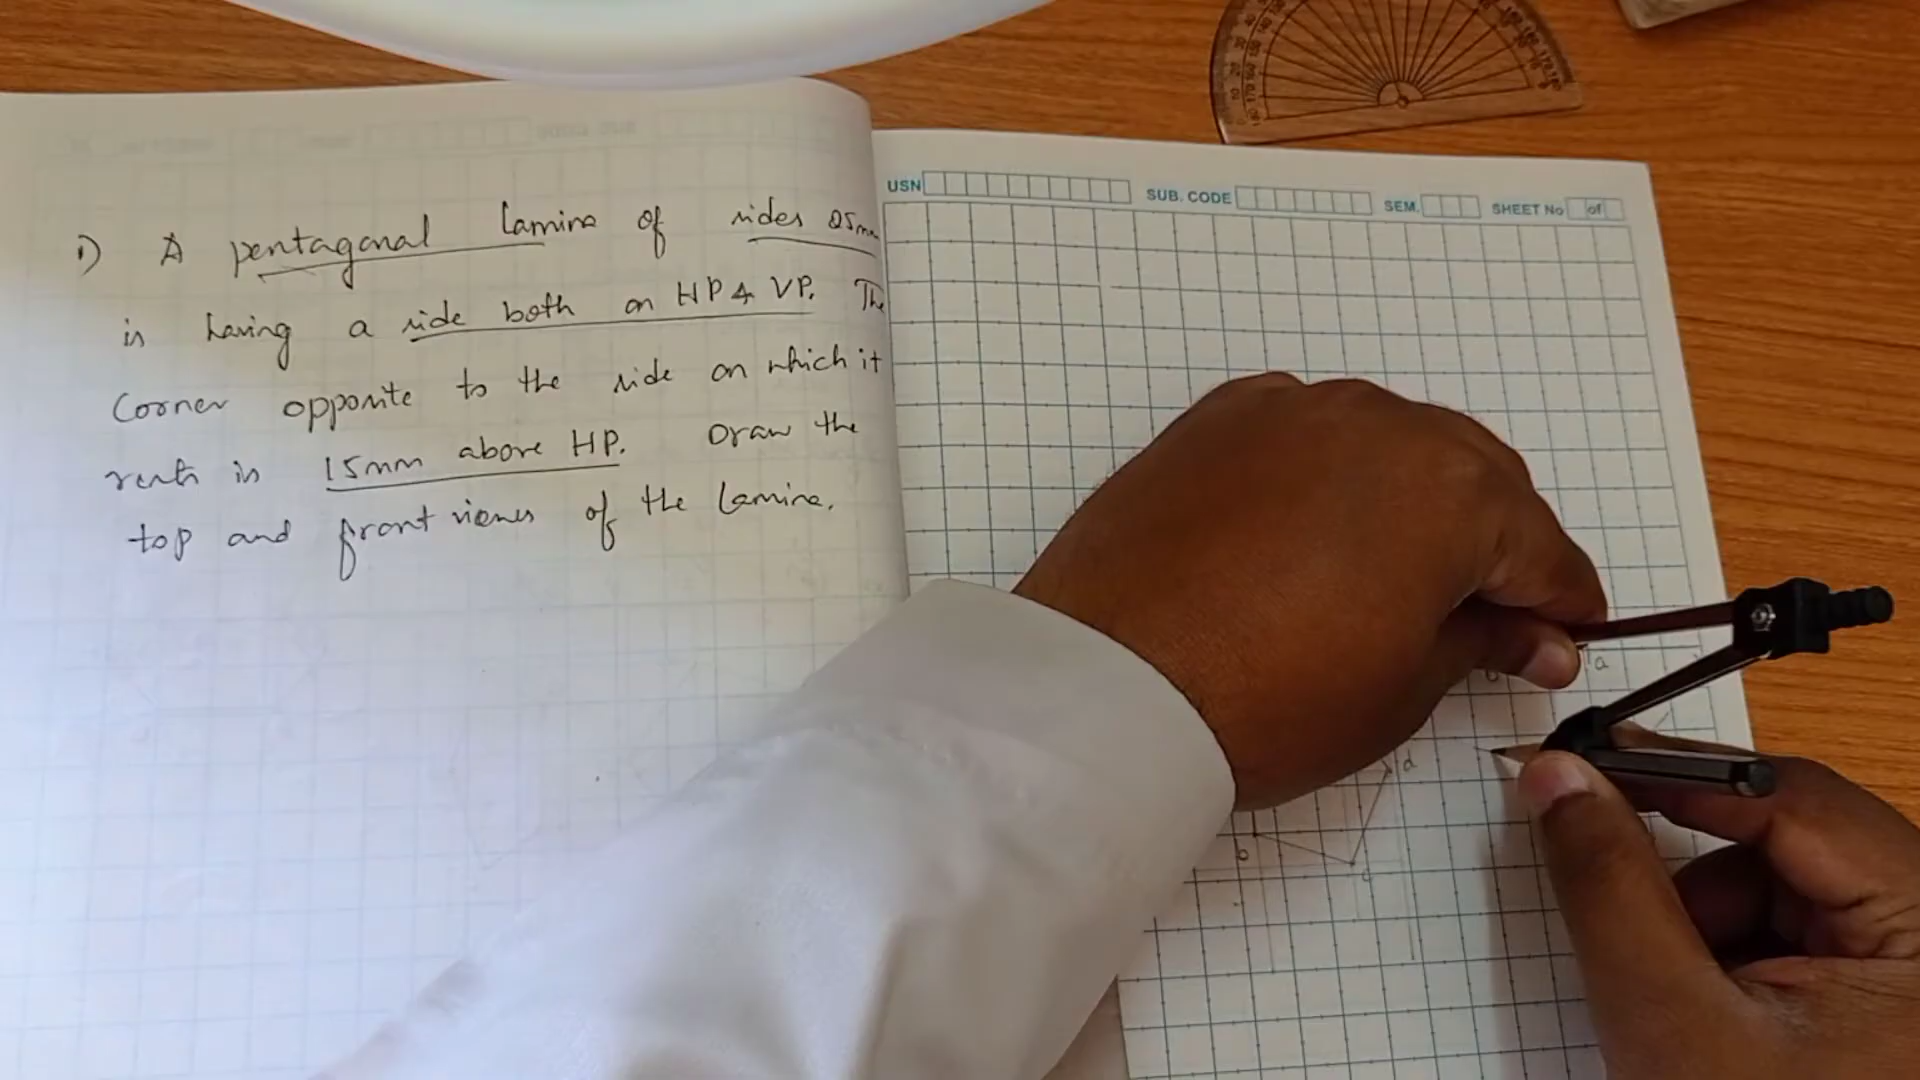 1) A pentagonal lamina of sides 25mm
is having a side both on HP & VP. The
corner opposite to the side on which it
rests is 15mm above HP. Draw the
top and front views of the lamina.
USN SUB. CODE SEM. SHEET No of
a
d
b
c